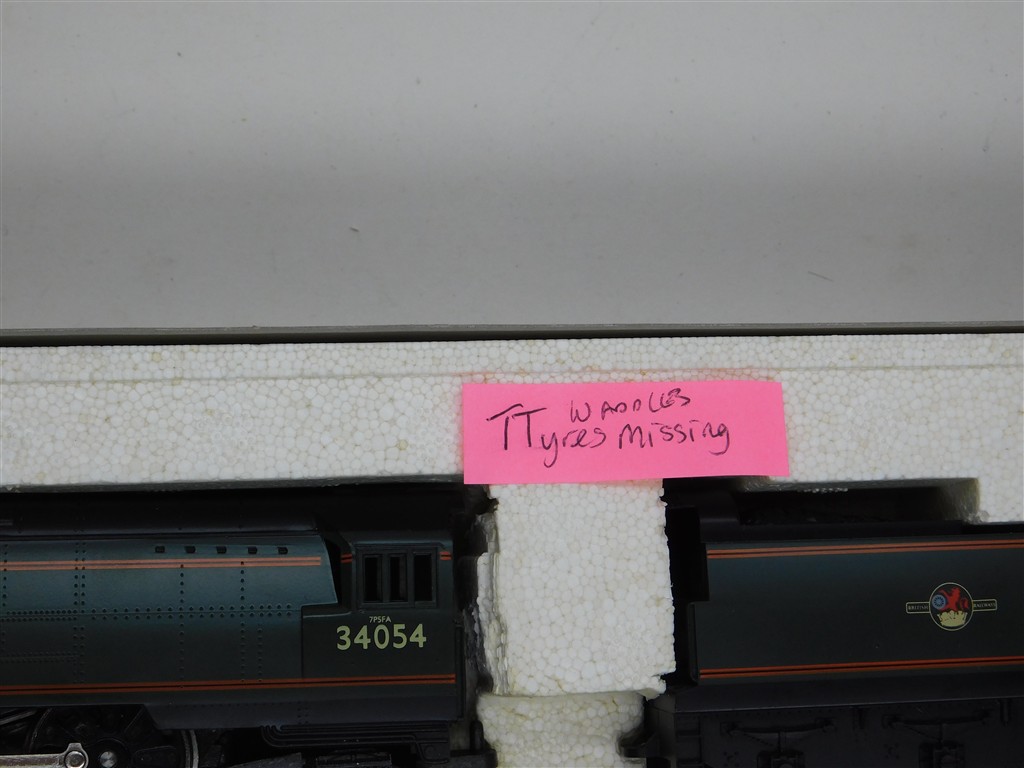 WADDLES
TTyres Missing
7P5FA
34054
BRITISH RAILWAYS